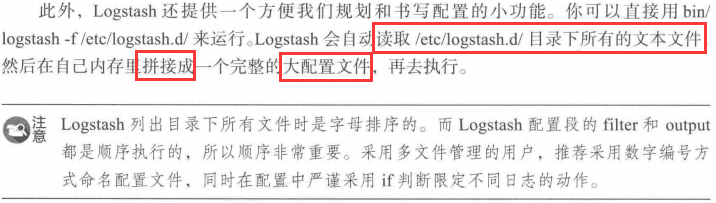 此外，Logstash 还提供一个方便我们规划和书写配置的小功能。你可以直接用 bin/
logstash -f /etc/logstash.d/ 来运行。Logstash 会自动读取 /etc/logstash.d/ 目录下所有的文本文件
然后在自己内存里拼接成一个完整的大配置文件，再去执行。
注意
Logstash 列出目录下所有文件时是字母排序的。而 Logstash 配置段的 filter 和 output
都是顺序执行的，所以顺序非常重要。采用多文件管理的用户，推荐采用数字编号方
式命名配置文件，同时在配置中严谨采用 if 判断限定不同日志的动作。